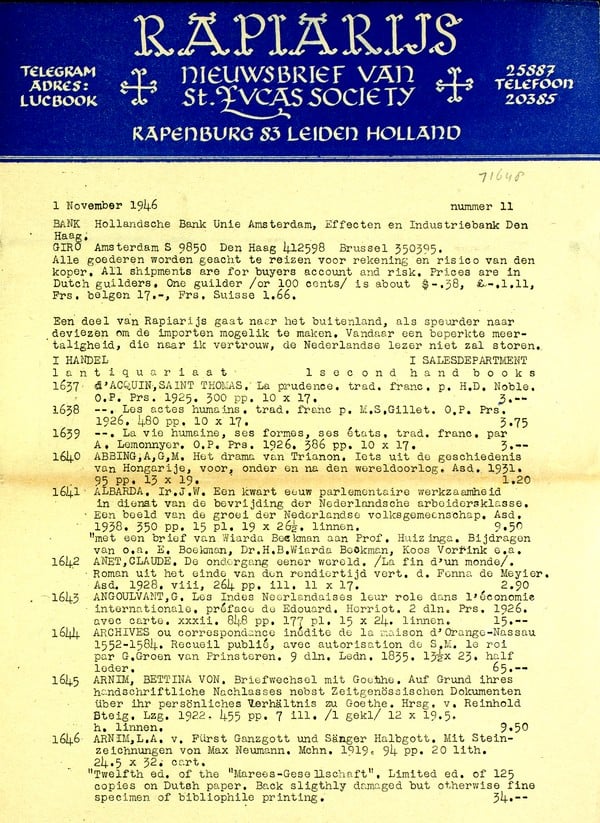 RAPIARIJS
TELEGRAM
ADRES:
LUCBOOK
NIEUWSBRIEF VAN
St. LVCAS SOCIETY
25887
TELEFOON
20385
RAPENBURG 83 LEIDEN HOLLAND
71648
1 November 1946 nummer 11
BANK Hollandsche Bank Unie Amsterdam, Effecten en Industriebank Den
Haag.
GIRO Amsterdam S 9850 Den Haag 412598 Brussel 350395.
Alle goederen worden geacht te reizen voor rekening en risico van den
koper. All shipments are for buyers account and risk. Prices are in
Dutch guilders. One guilder /or 100 cents/ is about $-.38, £-.1.11,
Frs. belgen 17.-, Frs. Suisse 1.66.
Een deel van Rapiarijs gaat naar het buitenland, als speurder naar
deviezen om de importen mogelijk te maken. Vandaar een beperkte meer-
taligheid, die naar ik vertrouw, de Nederlandse lezer niet zal storen.
I HANDEL I SALESDEPARTMENT
1 antiquariaat 1 second hand books
1637 d'ACQUIN,SAINT THOMAS. La prudence. trad. franc. p. H.D. Noble.
O.P. Prs. 1925. 300 pp. 10 x 17. 3.--
1638 --. Les actes humains. trad. franc p. M.S,Gillet. O.P. Prs.
1926. 480 pp. 10 x 17. 3.75
1639 --. La vie humaine, ses formes, ses états. trad. franc. par
A. Lemonnyer. O.P. Prs. 1926. 386 pp. 10 x 17. 3.--
1640 ABBING,A,G,M. Het drama van Trianon. Iets uit de geschiedenis
van Hongarije, voor, onder en na den wereldoorlog. Asd. 1931.
95 pp. 13 x 19. 1.20
1641 ALBARDA. Ir.J.W. Een kwart eeuw parlementaire werkzaamheid
in dienst van de bevrijding der Nederlandsche arbeidersklasse.
Een beeld van de groei der Nederlandse volksgemeenschap. Asd.
1938. 350 pp. 15 pl. 19 x 26½. linnen. 9.50
"met een brief van Wiarda Beekman aan Prof. Huizinga. Bijdragen
van o.a. E. Boekman, Dr.H.B.Wiarda Beekman, Koos Vorrink e.a.
1642 ANET,CLAUDE. De ondergang eener wereld. /La fin d'un monde/.
Roman uit het einde van den rendiertijd vert. d. Fenna de Meyier.
Asd. 1928. viii, 264 pp. ill. 11 x 17. 2.90
1643 ANGOULVANT,G. Les Indes Neerlandaises leur role dans l'économie
internationale. préface de Edouard. Herriot. 2 dln. Prs. 1926.
avec carte. xxxii. 848 pp. 177 pl. 15 x 24. linnen. 15.--
1644 ARCHIVES ou correspondance inédite de la maison d'Orange-Nassau
1552-1584. Recueil publié, avec autorisation de S.M. le roi
par G.Groen van Prinsteren. 9 dln. Ledn. 1835. 13½x 23. half
leder. 65.--
1645 ARNIM, BETTINA VON. Briefwechsel mit Goethe. Auf Grund ihres
handschriftliche Nachlasses nebst Zeitgenössischen Dokumenten
über ihr persönliches Verhältnis zu Goethe. Hrsg. v. Reinhold
Steig. Lzg. 1922. 455 pp. 7 ill. /1 gekl/ 12 x 19.5.
h. linnen. 9.50
1646 ARNIM,L.A. v. Fürst Ganzgott und Sänger Halbgott. Mit Stein-
zeichnungen von Max Neumann. Mchn. 1919. 94 pp. 20 lith.
24.5 x 32. cart.
"Twelfth ed. of the "Marees-Gesellschaft". Limited ed. of 125
copies on Dutsh paper. Back sligthly damaged but otherwise fine
specimen of bibliophile printing. 34.--